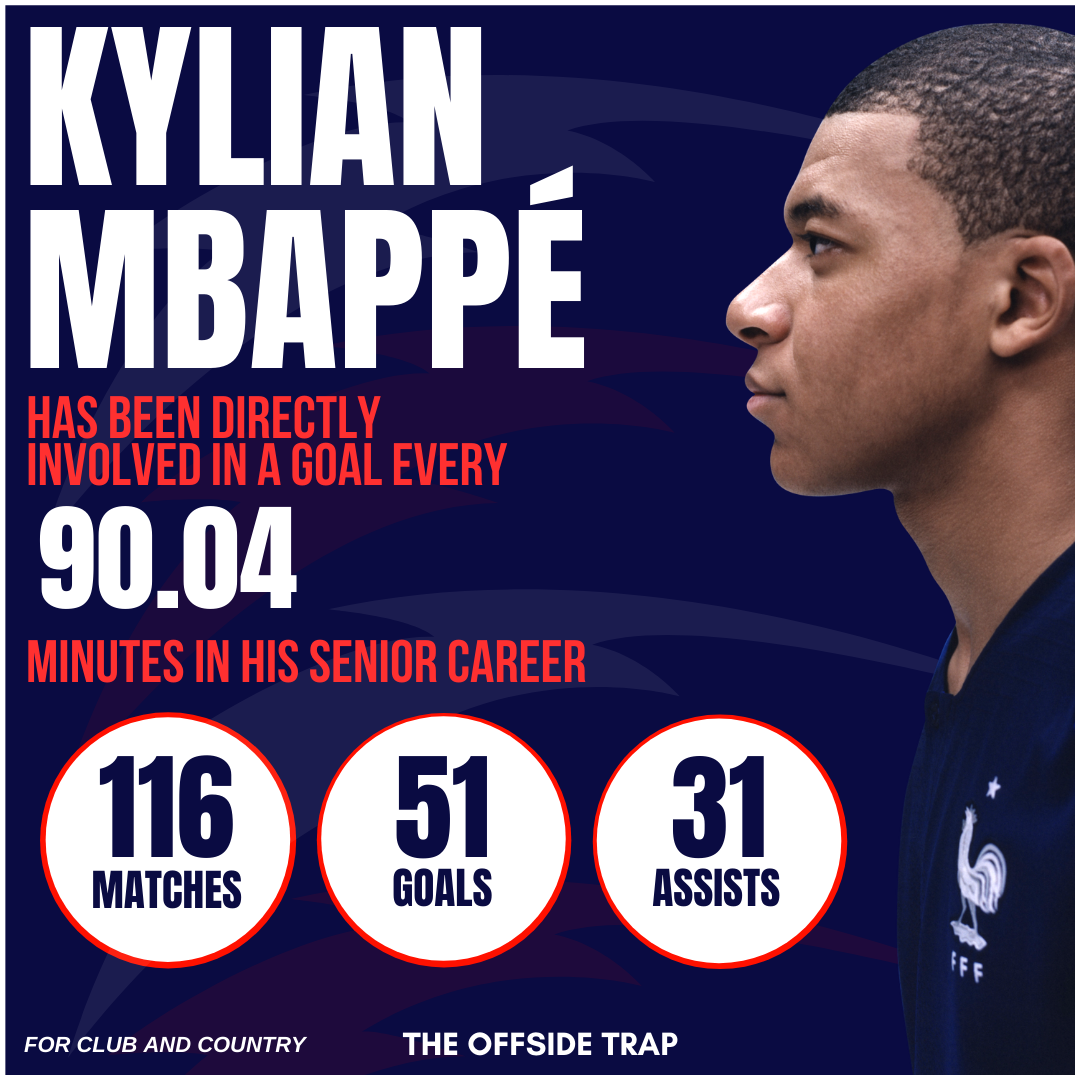 KYLIAN
MBAPPÉ
HAS BEEN DIRECTLY
INVOLVED IN A GOAL EVERY
90.04
MINUTES IN HIS SENIOR CAREER
116
MATCHES
51
GOALS
31
ASSISTS
FFF
FOR CLUB AND COUNTRY
THE OFFSIDE TRAP